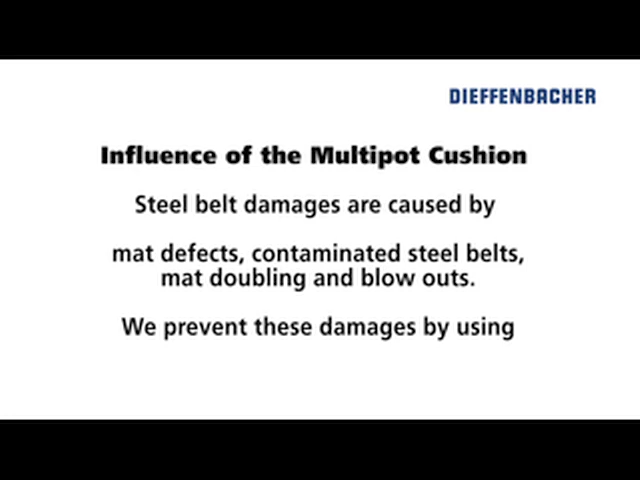 DIEFFENBACHER
Influence of the Multipot Cushion
Steel belt damages are caused by
mat defects, contaminated steel belts,
mat doubling and blow outs.
We prevent these damages by using